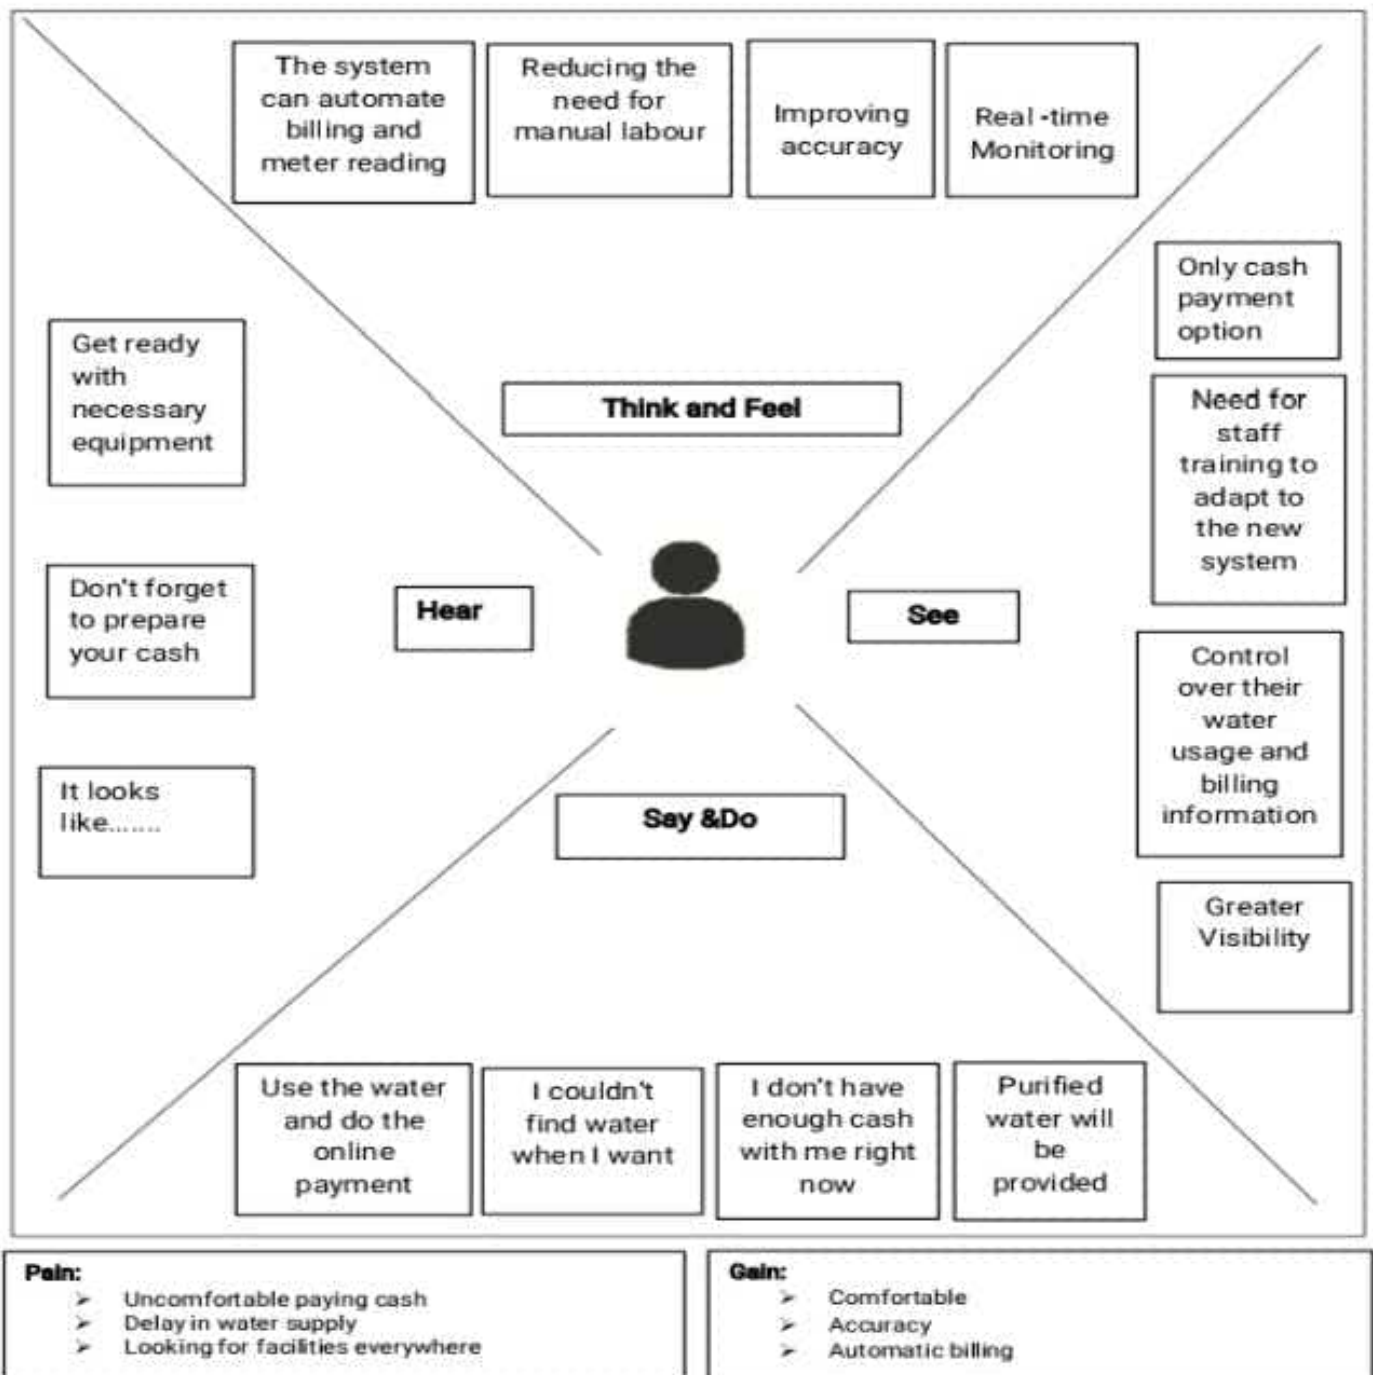 The system
can automate
billing and
meter reading
Reducing the
need for
manual labour
Improving
accuracy
Real -time
Monitoring
Think and Feel
Get ready
with
necessary
equipment
Don't forget
to prepare
your cash
It looks
like.......
Hear
See
Only cash
payment
option
Need for
staff
training to
adapt to
the new
system
Control
over their
water
usage and
billing
information
Greater
Visibility
Say &Do
Use the water
and do the
online
payment
I couldn't
find water
when I want
I don't have
enough cash
with me right
now
Purified
water will
be
provided
Pain:
➢ Uncomfortable paying cash
➢ Delay in water supply
➢ Looking for facilities everywhere
Gain:
➢ Comfortable
➢ Accuracy
➢ Automatic billing